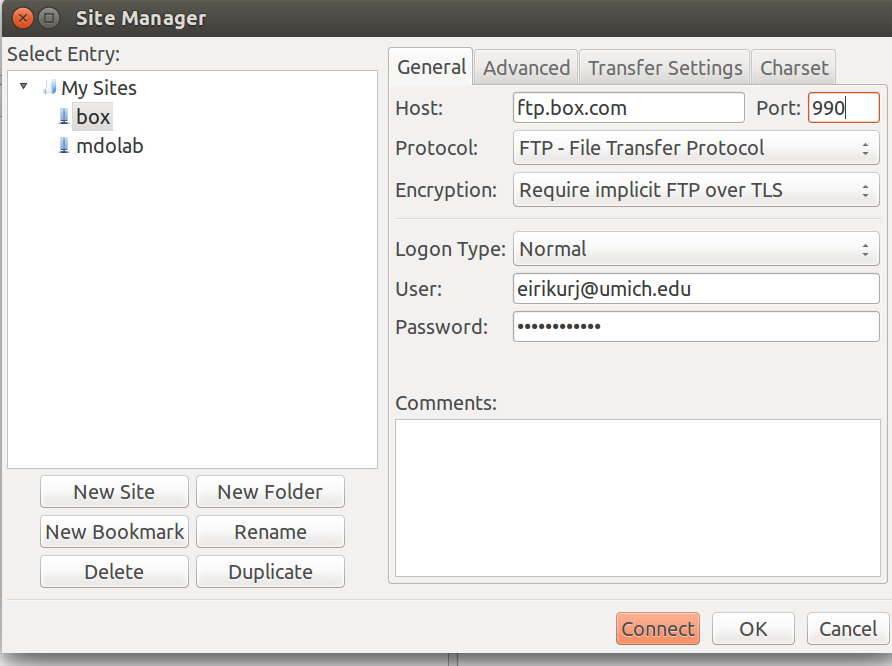 Site Manager
Select Entry:
My Sites
box
mdolab
New Site New Folder
New Bookmark Rename
Delete Duplicate
General Advanced Transfer Settings Charset
Host: ftp.box.com Port: 990
Protocol: FTP - File Transfer Protocol
Encryption: Require implicit FTP over TLS
Logon Type: Normal
User: eirikurj@umich.edu
Password: ••••••••••••
Comments:
Connect OK Cancel